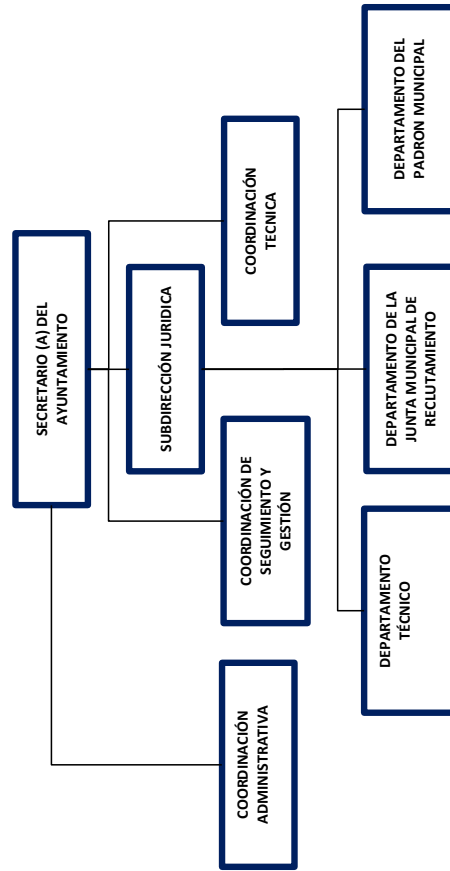 SECRETARIO (A) DEL
AYUNTAMIENTO
SUBDIRECCIÓN JURIDICA
COORDINACIÓN
ADMINISTRATIVA
COORDINACIÓN DE
SEGUIMIENTO Y
GESTIÓN
COORDINACIÓN
TECNICA
DEPARTAMENTO
TÉCNICO
DEPARTAMENTO DE LA
JUNTA MUNICIPAL DE
RECLUTAMIENTO
DEPARTAMENTO DEL
PADRON MUNICIPAL